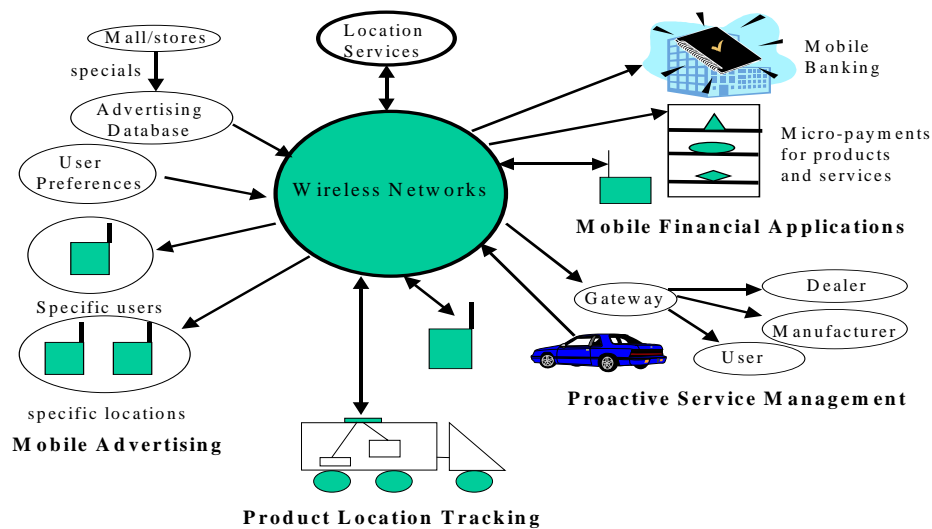 Mall/stores
specials
Advertising
Database
User
Preferences
Specific users
specific locations
Mobile Advertising
Location
Services
Wireless Networks
Mobile
Banking
Micro-payments
for products
and services
Mobile Financial Applications
Gateway
Dealer
Manufacturer
User
Proactive Service Management
Product Location Tracking